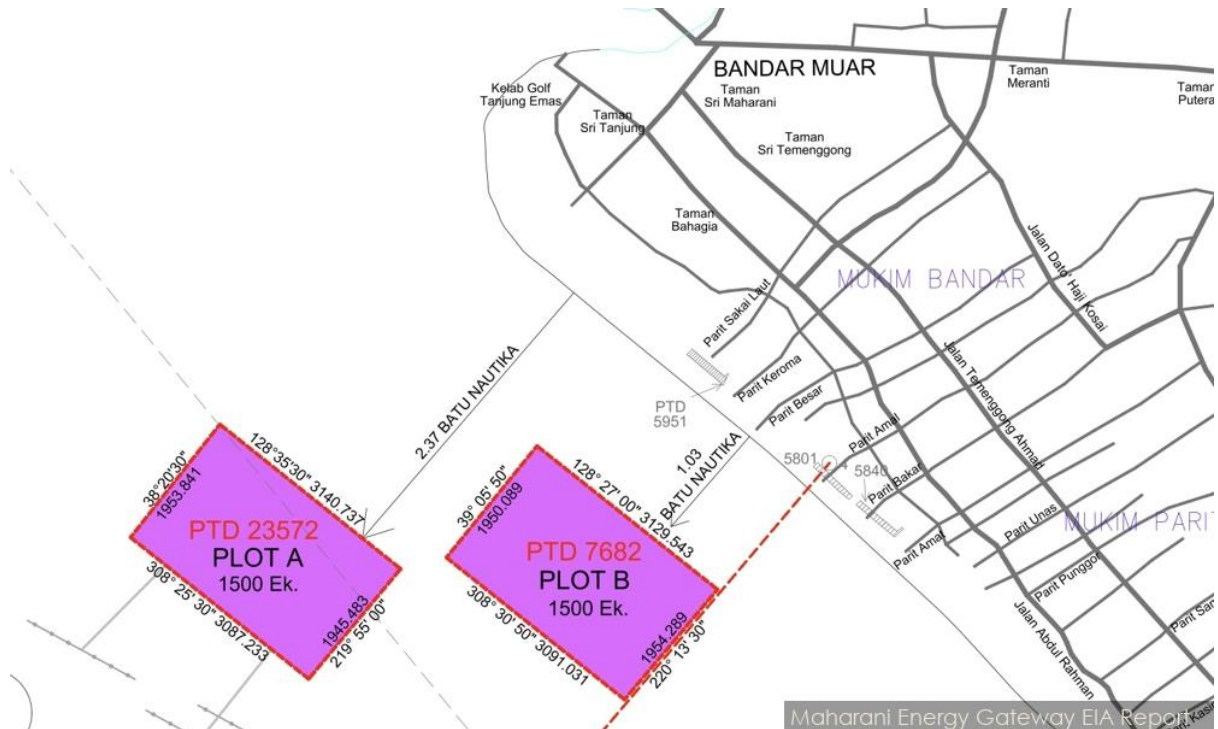 BANDAR MUAR
Kelab Golf
Tanjung Emas
Taman
Sri Tanjung
Taman
Sri Maharani
Taman
Meranti
Taman
Putera
Taman
Sri Temenggong
Taman
Bahagia
MUKIM BANDAR
Jalan Dato' Haji Kosai
Parit Sakai Laut
Parit Keroma
Parit Besar
PTD
5951
Jalan Temenggong Ahmad
Parit Amal
5801
4
5840
Parit Bakar
Parit Amal
Parit Unas
MUKIM PARIT
Parit Punggor
Jalan Abdul Rahman
2.37 BATU NAUTIKA
1.03
BATU NAUTIKA
128°35'30" 3140.737
38°20'30"
1953.841
PTD 23572
PLOT A
1500 Ek.
308° 25' 30" 3087.233
1945.483
219° 55' 00"
128° 27' 00" 3129.543
39° 05' 50"
1950.089
PTD 7682
PLOT B
1500 Ek.
308° 30' 50" 3091.031
1954.289
220° 13' 30"
Maharani Energy Gateway EIA Report